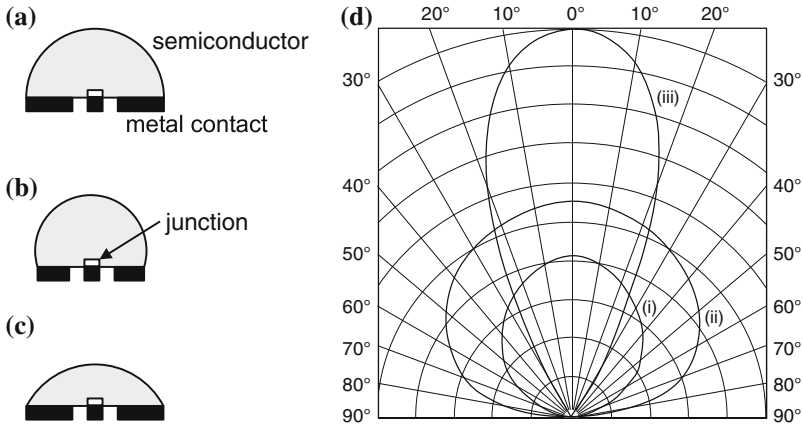 (a)
semiconductor
metal contact
(b)
junction
(c)
(d)
20° 10° 0° 10° 20°
30° 30°
(iii)
40° 40°
50° 50°
60° (i) (ii) 60°
70° 70°
80° 80°
90° 90°